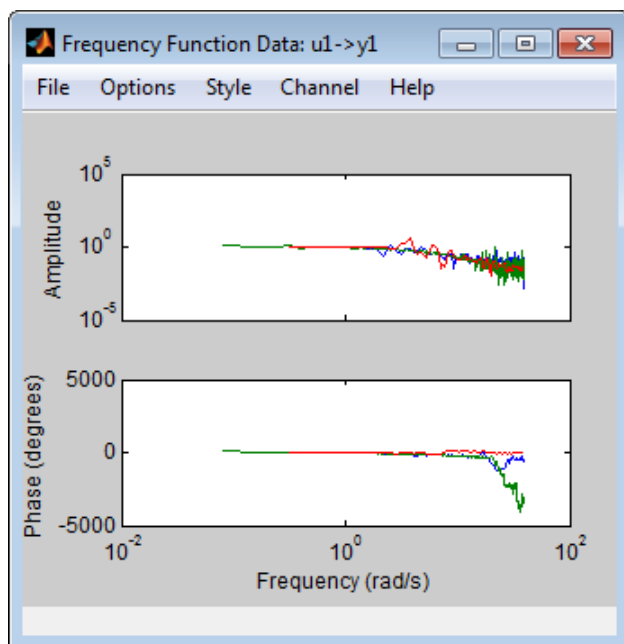 Frequency Function Data: u1->y1
File Options Style Channel Help
10^5
10^0
10^-5
Amplitude
5000
0
-5000
Phase (degrees)
10^-2 10^0 10^2
Frequency (rad/s)